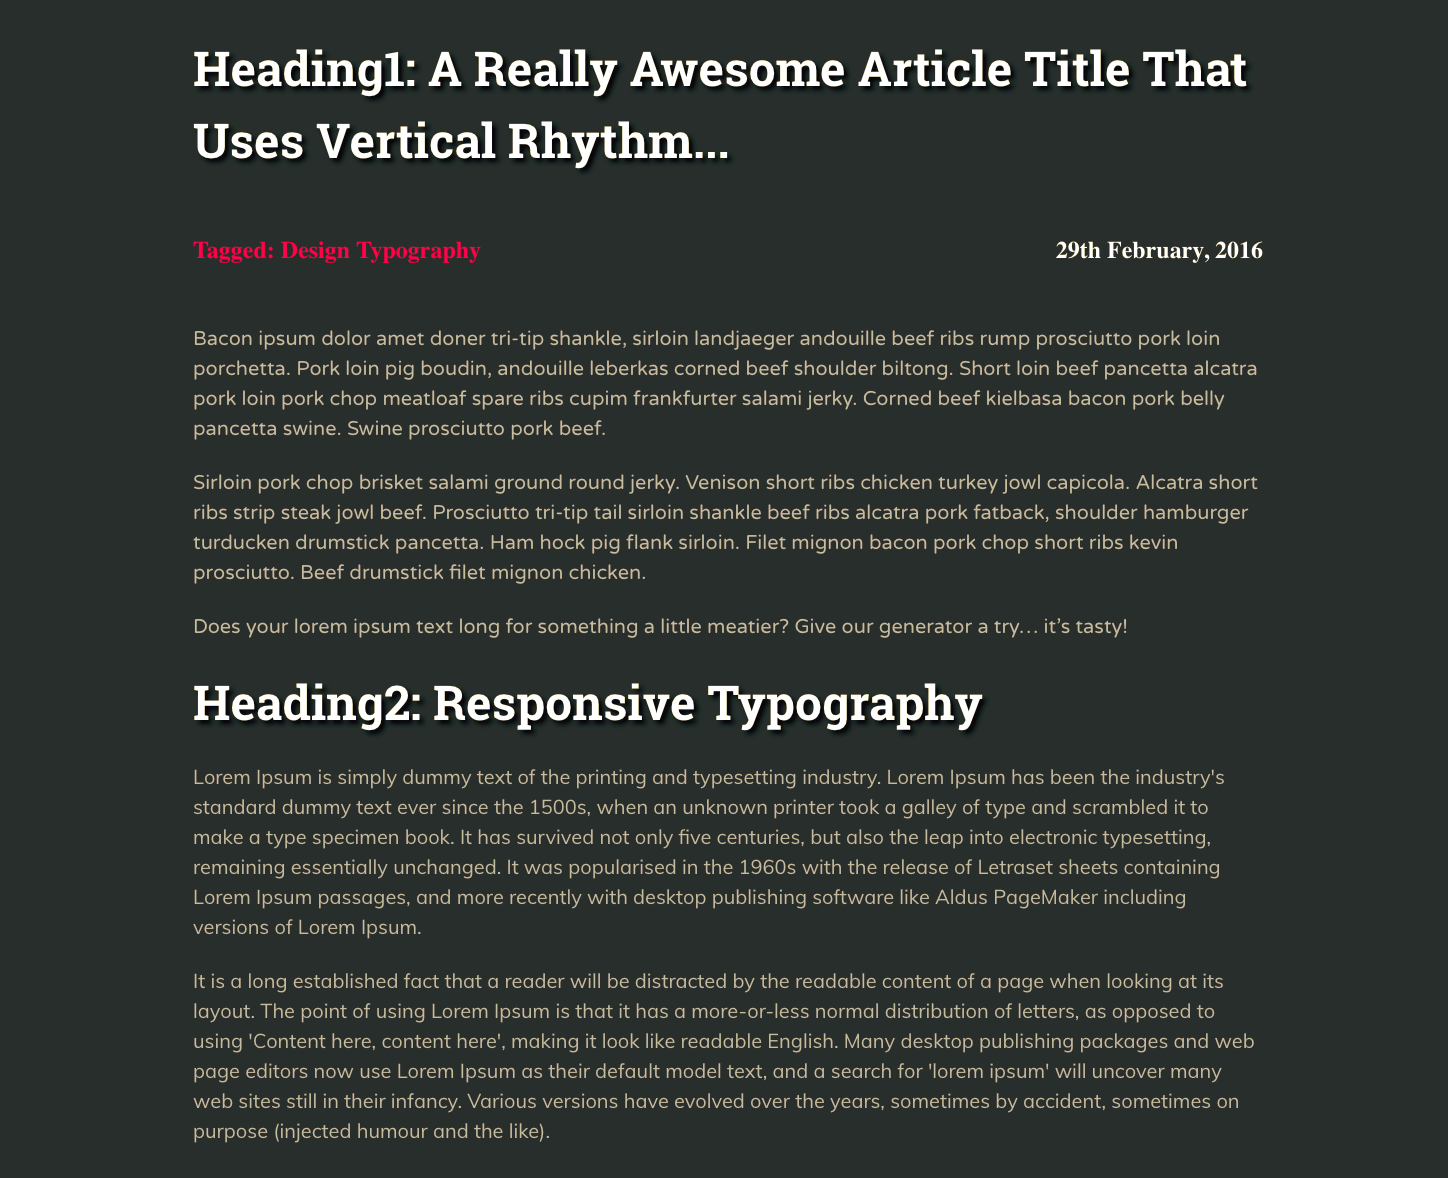 Heading1: A Really Awesome Article Title That
Uses Vertical Rhythm...
Tagged: Design Typography
29th February, 2016
Bacon ipsum dolor amet doner tri-tip shankle, sirloin landjaeger andouille beef ribs rump prosciutto pork loin
porchetta. Pork loin pig boudin, andouille leberkas corned beef shoulder biltong. Short loin beef pancetta alcatra
pork loin pork chop meatloaf spare ribs cupim frankfurter salami jerky. Corned beef kielbasa bacon pork belly
pancetta swine. Swine prosciutto pork beef.
Sirloin pork chop brisket salami ground round jerky. Venison short ribs chicken turkey jowl capicola. Alcatra short
ribs strip steak jowl beef. Prosciutto tri-tip tail sirloin shankle beef ribs alcatra pork fatback, shoulder hamburger
turducken drumstick pancetta. Ham hock pig flank sirloin. Filet mignon bacon pork chop short ribs kevin
prosciutto. Beef drumstick filet mignon chicken.
Does your lorem ipsum text long for something a little meatier? Give our generator a try… it’s tasty!
Heading2: Responsive Typography
Lorem Ipsum is simply dummy text of the printing and typesetting industry. Lorem Ipsum has been the industry's
standard dummy text ever since the 1500s, when an unknown printer took a galley of type and scrambled it to
make a type specimen book. It has survived not only five centuries, but also the leap into electronic typesetting,
remaining essentially unchanged. It was popularised in the 1960s with the release of Letraset sheets containing
Lorem Ipsum passages, and more recently with desktop publishing software like Aldus PageMaker including
versions of Lorem Ipsum.
It is a long established fact that a reader will be distracted by the readable content of a page when looking at its
layout. The point of using Lorem Ipsum is that it has a more-or-less normal distribution of letters, as opposed to
using 'Content here, content here', making it look like readable English. Many desktop publishing packages and web
page editors now use Lorem Ipsum as their default model text, and a search for 'lorem ipsum' will uncover many
web sites still in their infancy. Various versions have evolved over the years, sometimes by accident, sometimes on
purpose (injected humour and the like).